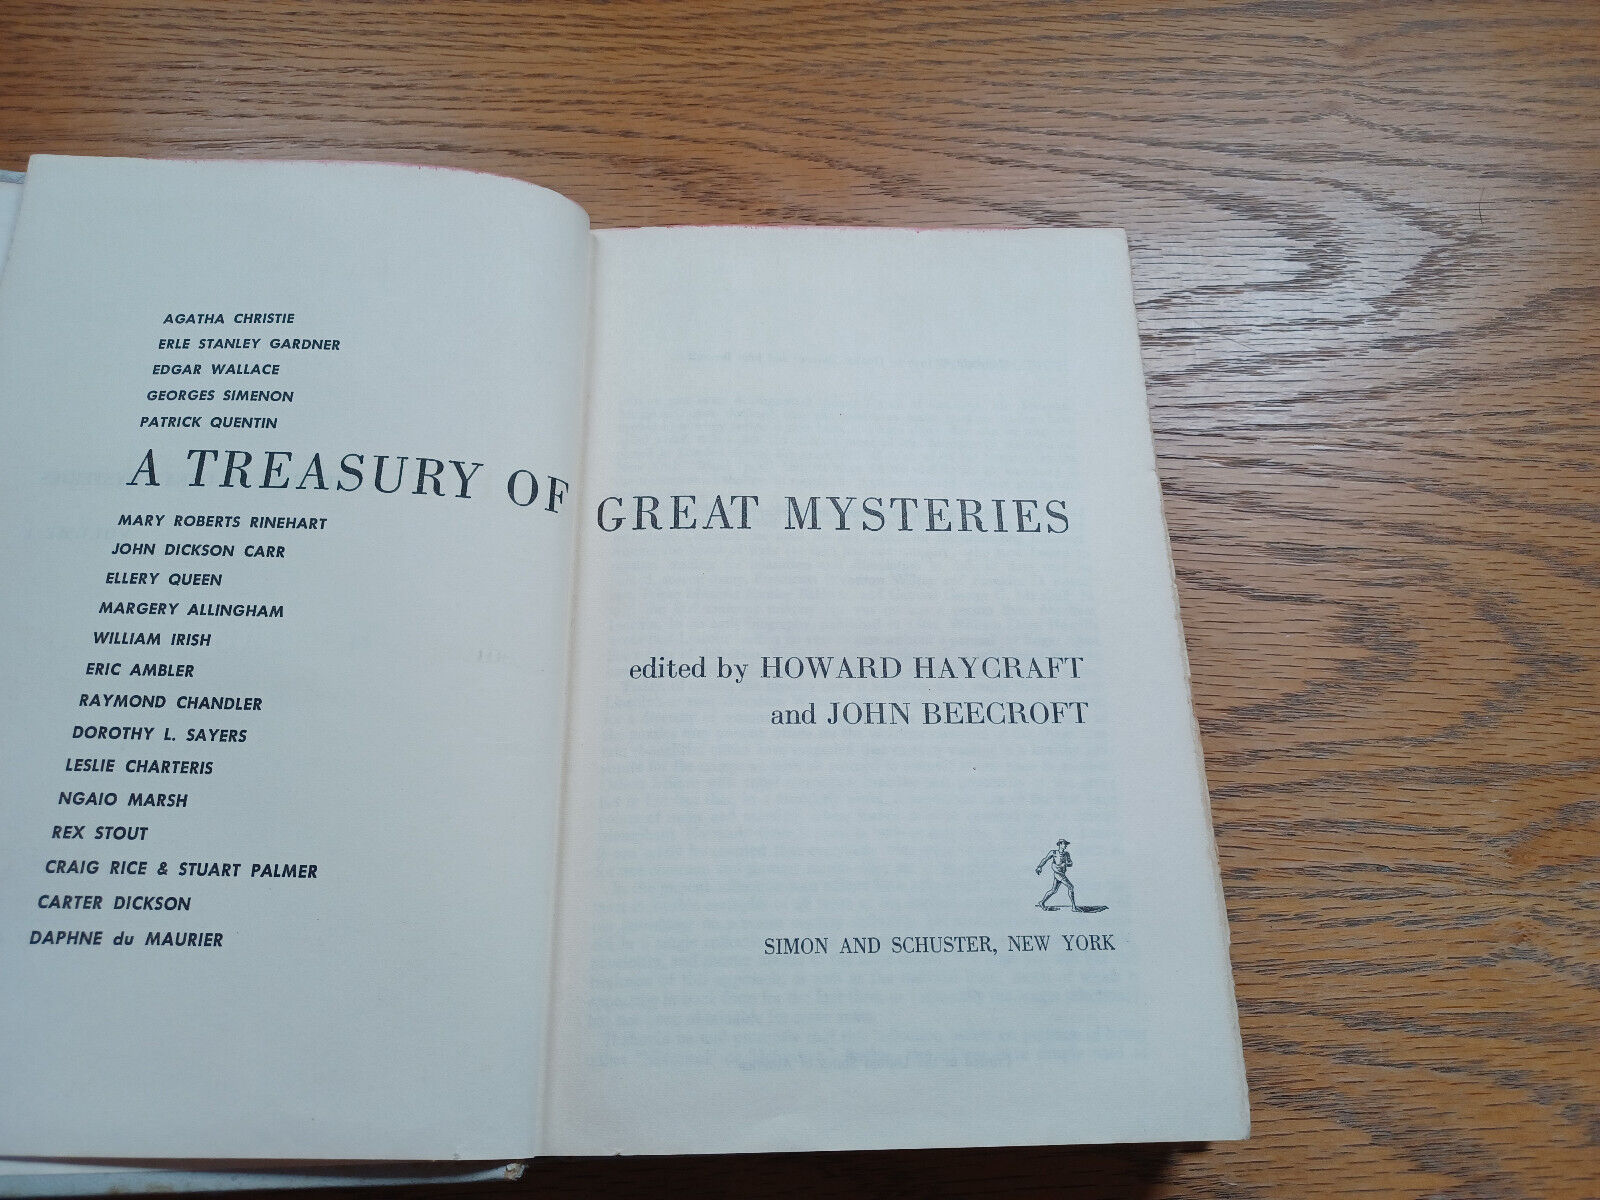 AGATHA CHRISTIE
ERLE STANLEY GARDNER
EDGAR WALLACE
GEORGES SIMENON
PATRICK QUENTIN
A TREASURY OF GREAT MYSTERIES
MARY ROBERTS RINEHART
JOHN DICKSON CARR
ELLERY QUEEN
MARGERY ALLINGHAM
WILLIAM IRISH
ERIC AMBLER
RAYMOND CHANDLER
DOROTHY L. SAYERS
LESLIE CHARTERIS
NGAIO MARSH
REX STOUT
CRAIG RICE & STUART PALMER
CARTER DICKSON
DAPHNE du MAURIER
edited by HOWARD HAYCRAFT
and JOHN BEECROFT
SIMON AND SCHUSTER, NEW YORK